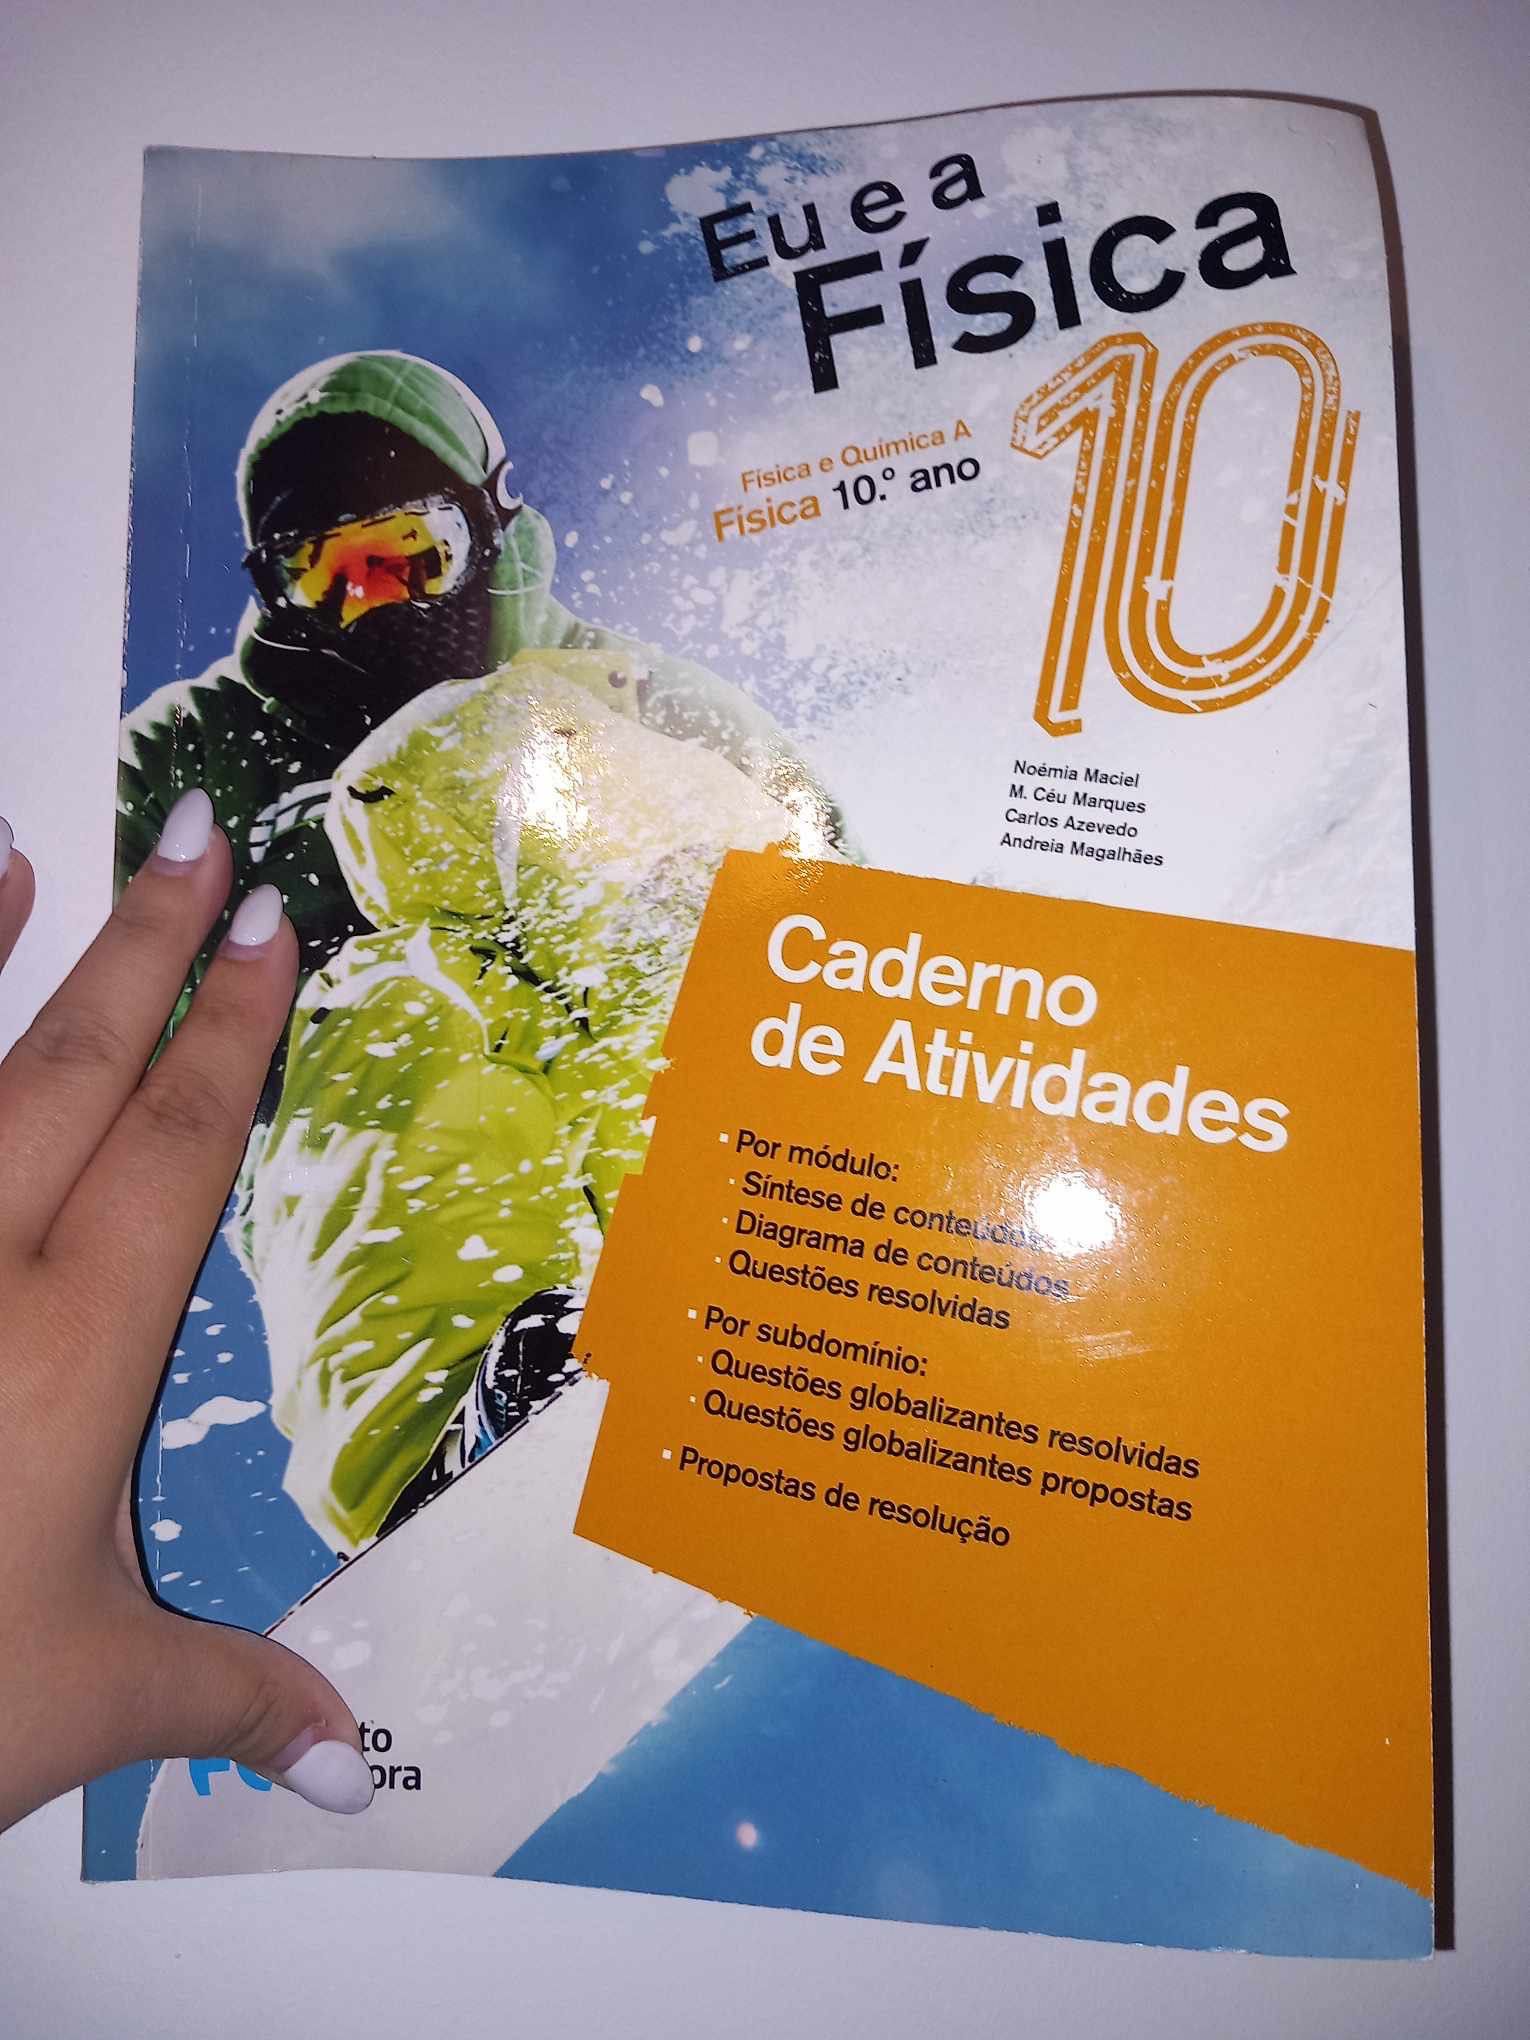 Eu e a
Física
10
Física e Química A
Física 10.º ano
Noémia Maciel
M. Céu Marques
Carlos Azevedo
Andreia Magalhães
Caderno
de Atividades
Por módulo:
Síntese de conteúdos
Diagrama de conteúdos
Questões resolvidas
Por subdomínio:
Questões globalizantes resolvidas
Questões globalizantes propostas
Propostas de resolução